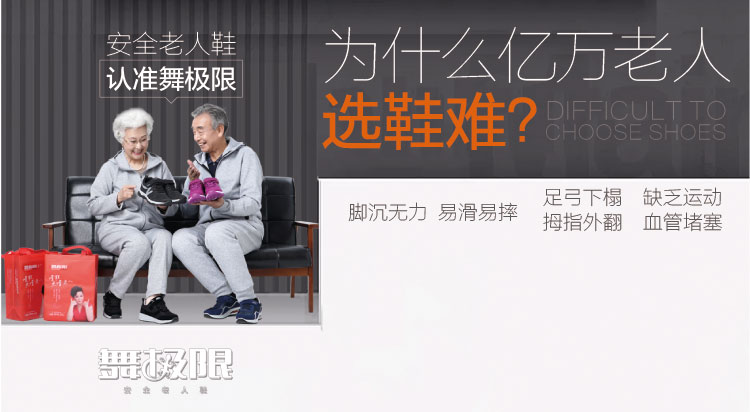 安全老人鞋
认准舞极限
为什么亿万老人
选鞋难?
DIFFICULT TO
CHOOSE SHOES
脚沉无力 易滑易摔
足弓下榻 缺乏运动
拇指外翻 血管堵塞
舞极限
安全老人鞋